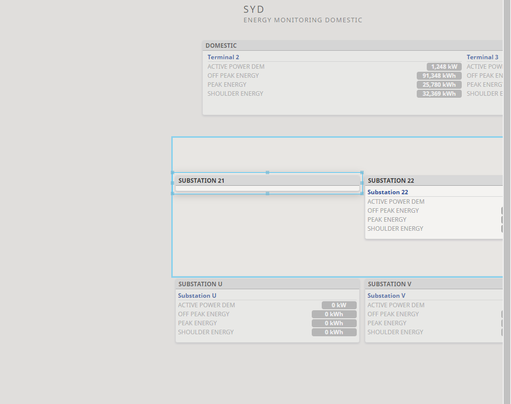 SYD
ENERGY MONITORING DOMESTIC
DOMESTIC
Terminal 2
ACTIVE POWER DEM 1,348 kW
OFF PEAK ENERGY 91,348 kWh
PEAK ENERGY 25,780 kWh
SHOULDER ENERGY 32,368 kWh
Terminal 3
ACTIVE POW
OFF PEAK EN
PEAK ENERG
SHOULDER E
SUBSTATION 21
SUBSTATION 22
Substation 22
ACTIVE POWER DEM
OFF PEAK ENERGY
PEAK ENERGY
SHOULDER ENERGY
SUBSTATION U
Substation U
ACTIVE POWER DEM 0 kW
OFF PEAK ENERGY 0 kWh
PEAK ENERGY 0 kWh
SHOULDER ENERGY 0 kWh
SUBSTATION V
Substation V
ACTIVE POWER DEM
OFF PEAK ENERGY
PEAK ENERGY
SHOULDER ENERGY